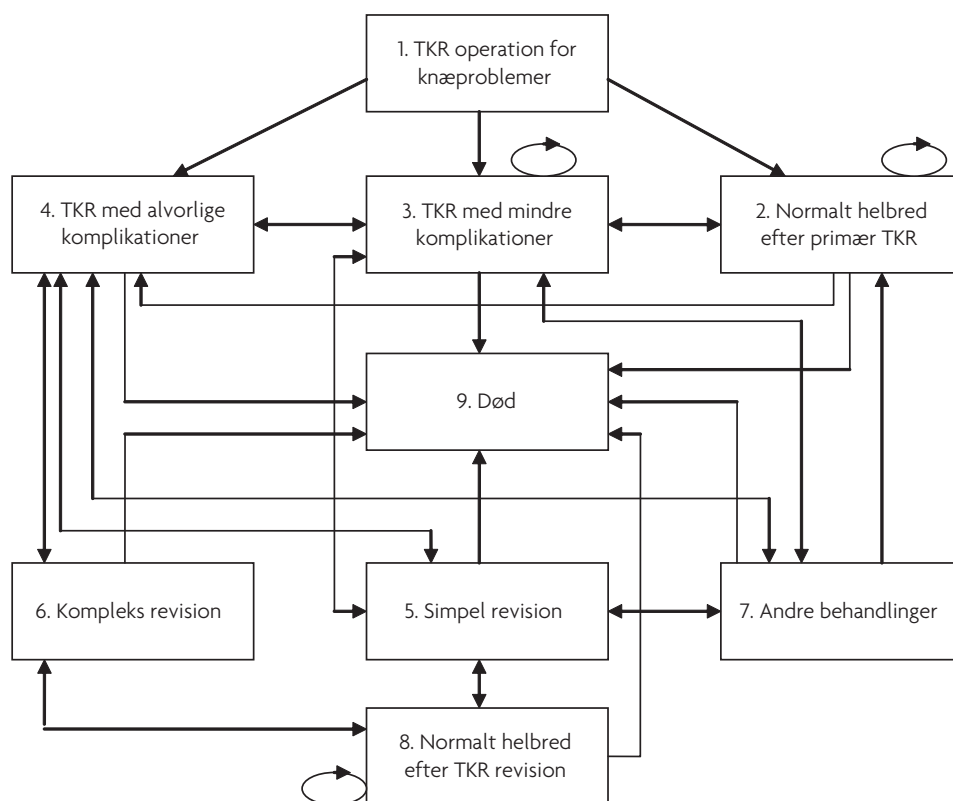 1. TKR operation for
knæproblemer
4. TKR med alvorlige
komplikationer
3. TKR med mindre
komplikationer
2. Normalt helbred
efter primær TKR
9. Død
6. Kompleks revision
5. Simpel revision
7. Andre behandlinger
8. Normalt helbred
efter TKR revision